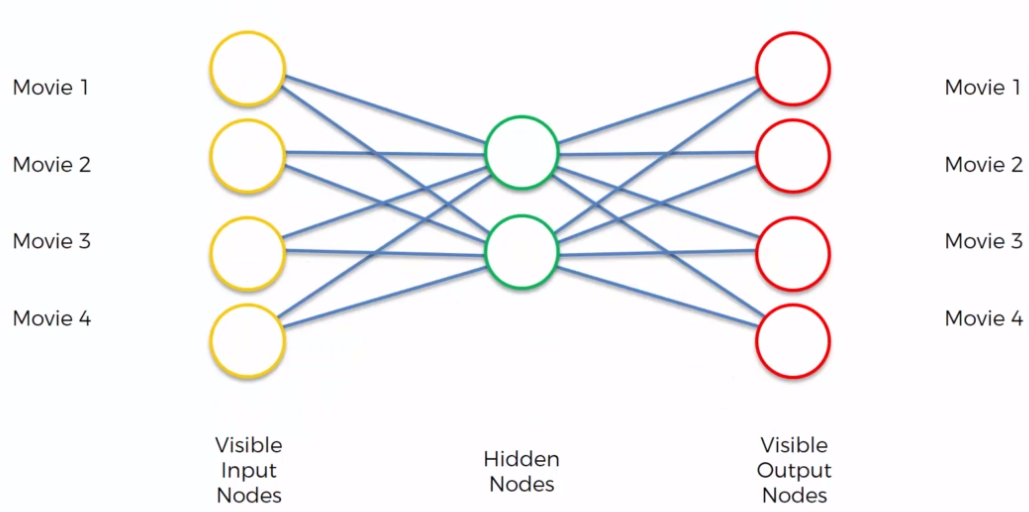 Movie 1
Movie 2
Movie 3
Movie 4
Movie 1
Movie 2
Movie 3
Movie 4
Visible
Input
Nodes
Hidden
Nodes
Visible
Output
Nodes